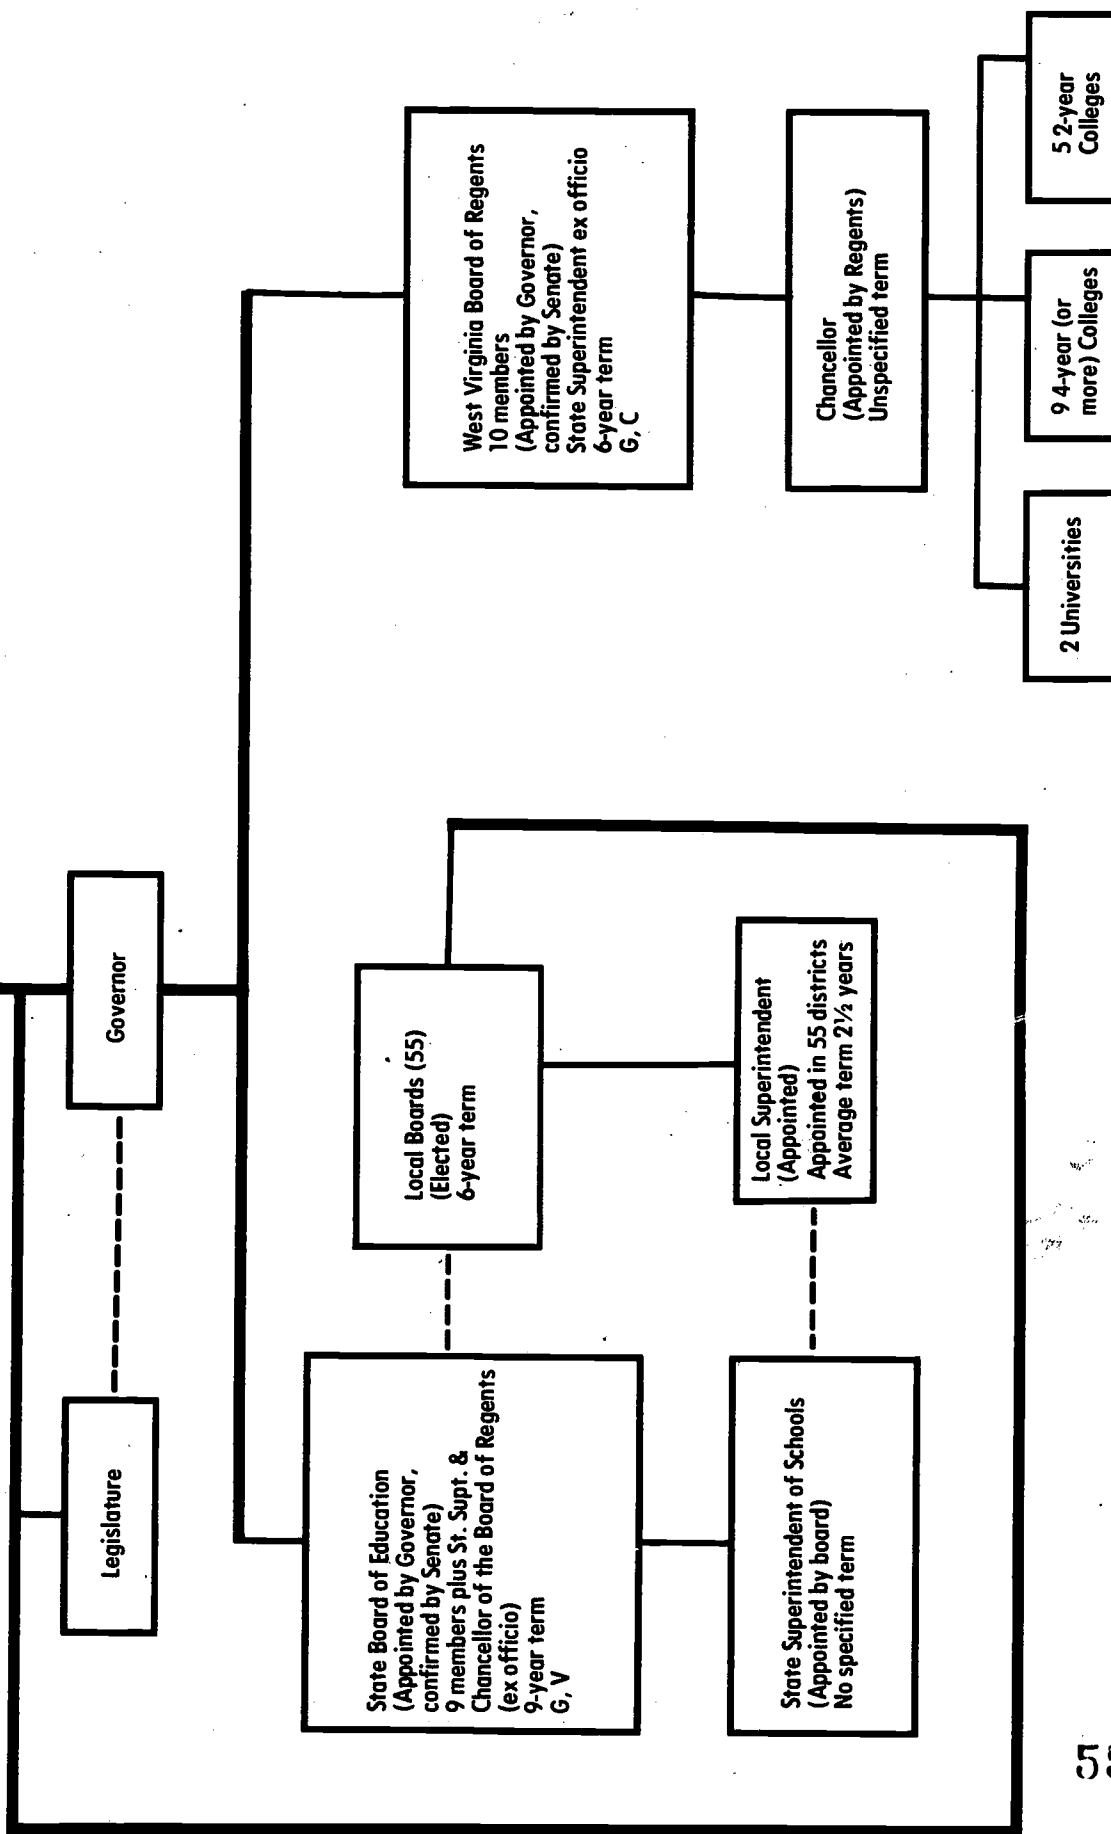 Legislature
Governor
State Board of Education
(Appointed by Governor,
confirmed by Senate)
9 members plus St. Supt. &
Chancellor of the Board of Regents
(ex officio)
9-year term
G, V
Local Boards (55)
(Elected)
6-year term
West Virginia Board of Regents
10 members
(Appointed by Governor,
confirmed by Senate)
State Superintendent ex officio
6-year term
G, C
State Superintendent of Schools
(Appointed by board)
No specified term
Local Superintendent
(Appointed)
Appointed in 55 districts
Average term 2½ years
Chancellor
(Appointed by Regents)
Unspecified term
2 Universities
9 4-year (or
more) Colleges
5 2-year
Colleges